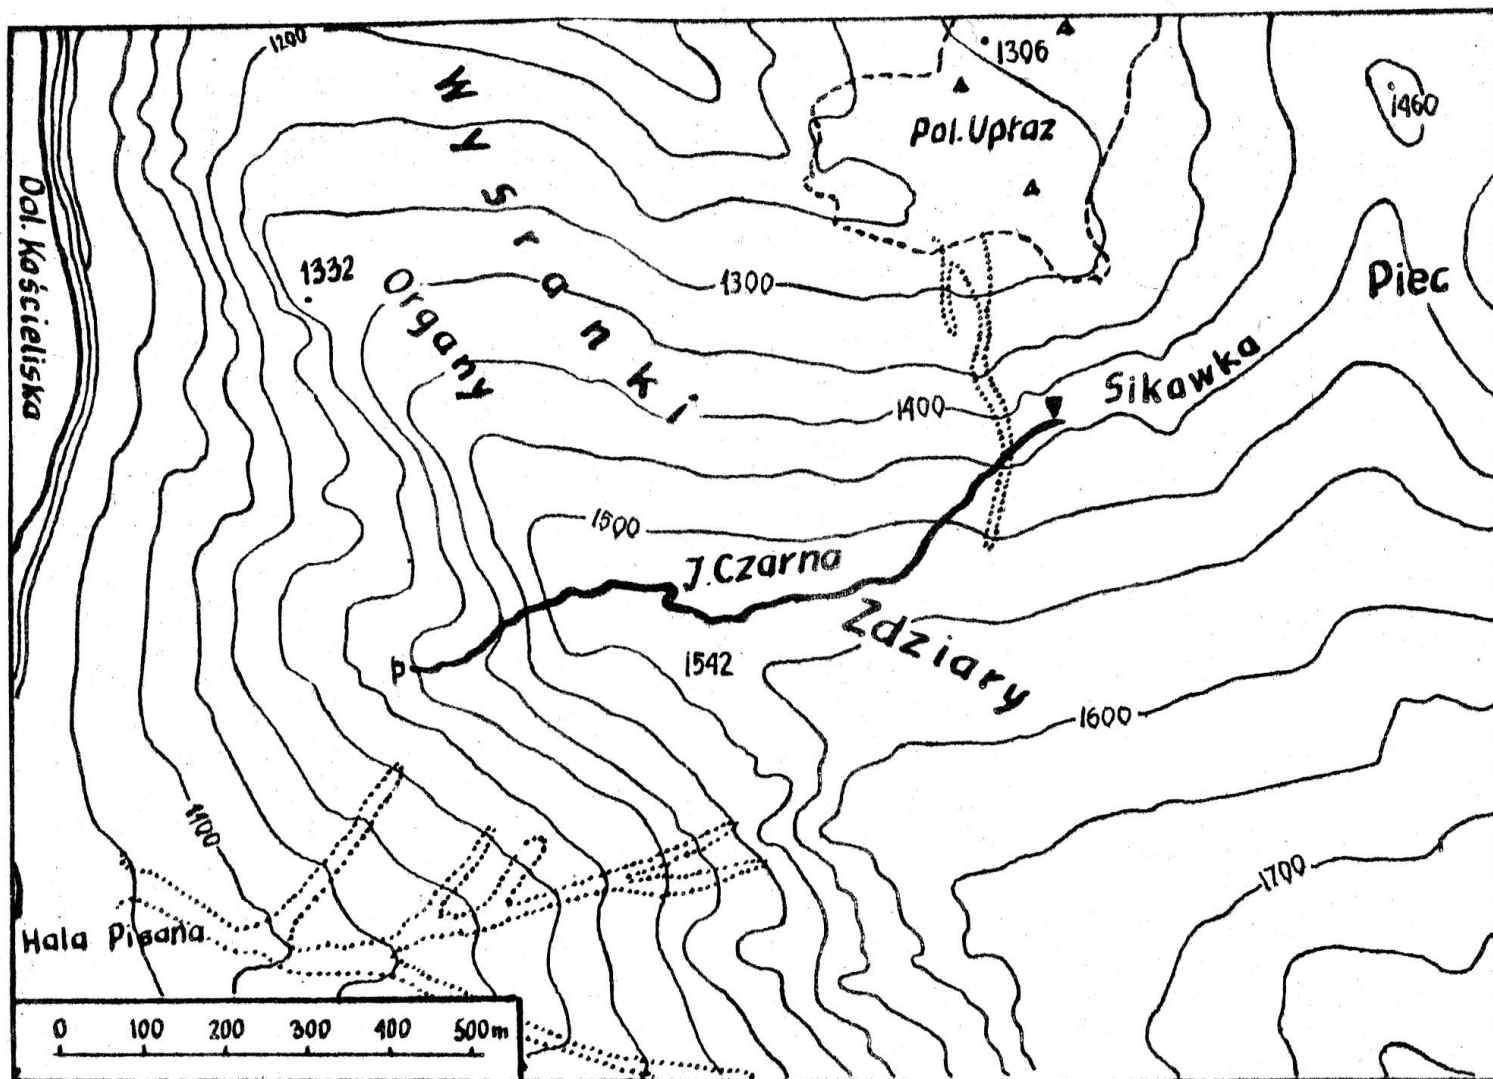 1200
1306
1460
Pol. Upłaz
Wysranki
Dol. Kościeliska
1332
Organy
1300
Piec
Sikawka
1400
1500
J. Czarna
Zdziary
p
1542
1600
1100
1700
Hala Pisana
0 100 200 300 400 500m